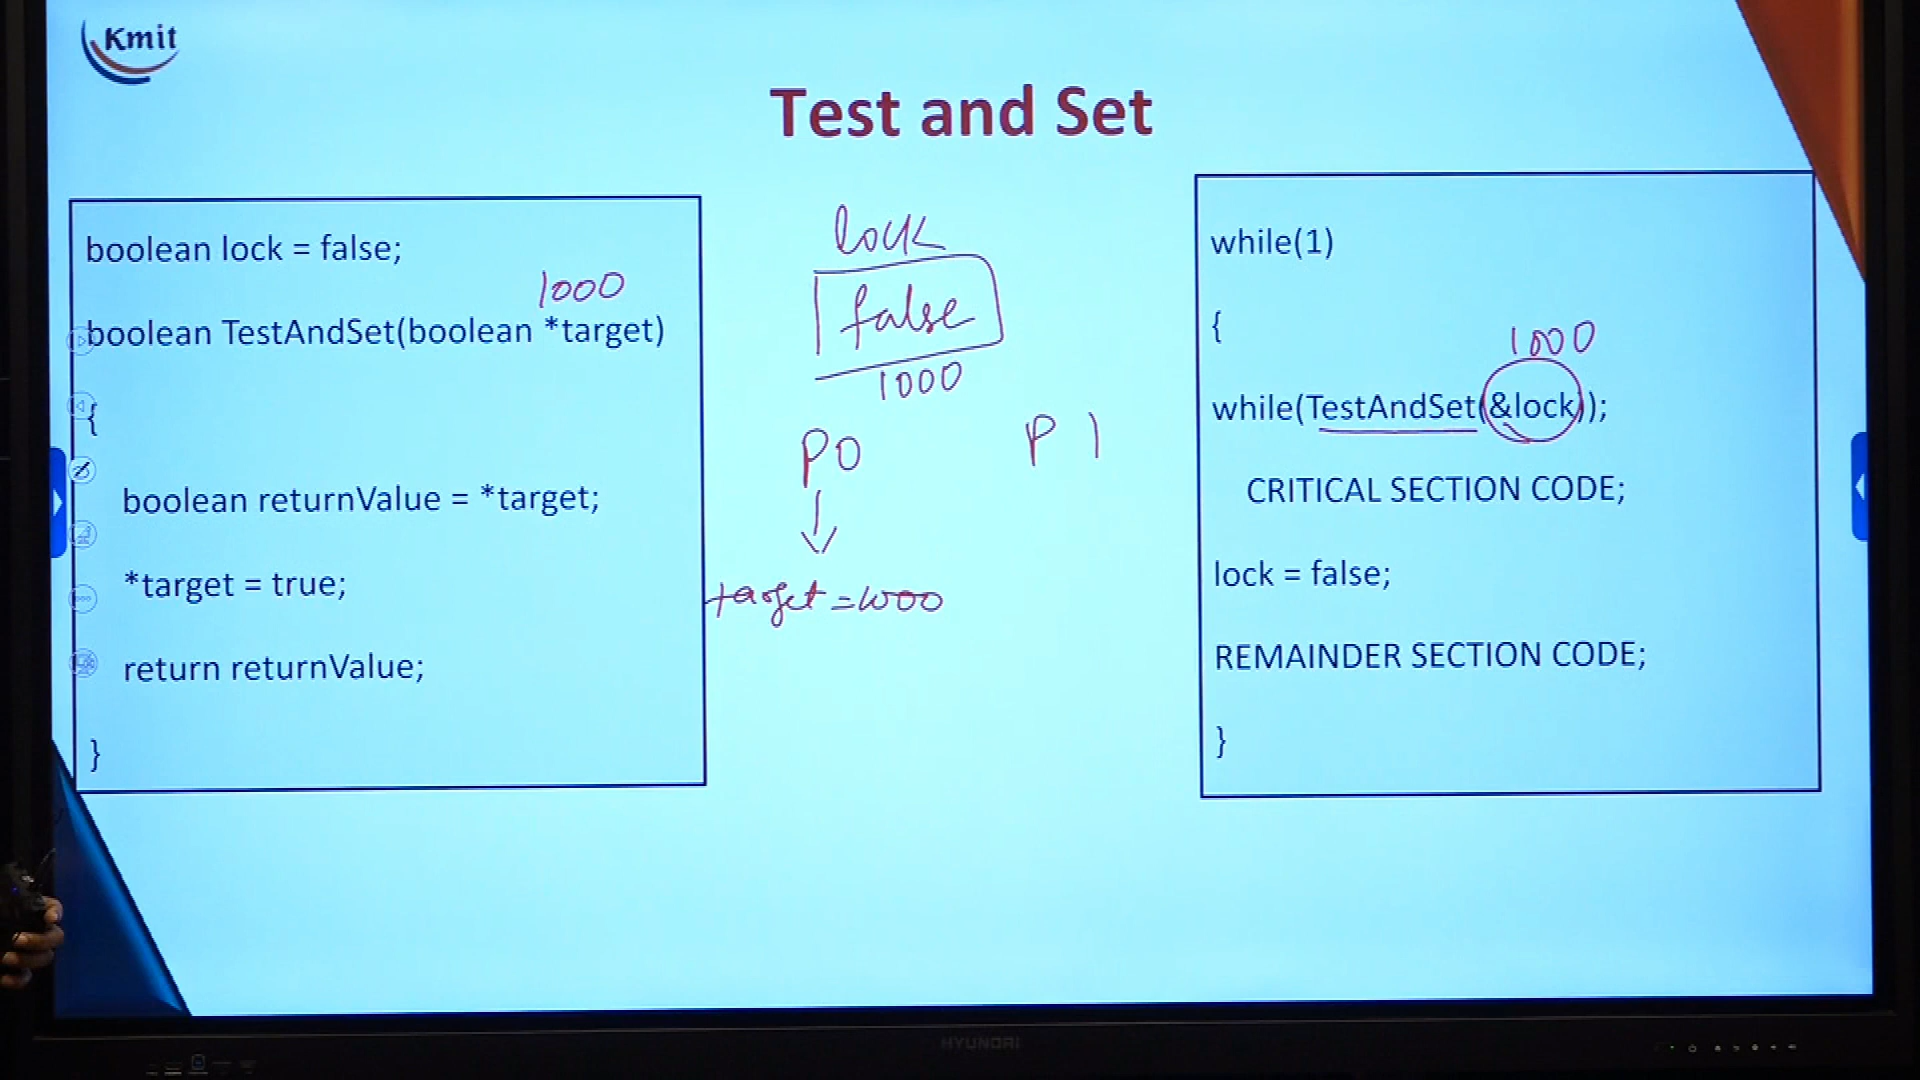 Kmit
Test and Set
boolean lock = false;
1000
boolean TestAndSet(boolean *target)
{
boolean returnValue = *target;
*target = true;
return returnValue;
}
lock
false
1000
P0
P1
target = 1000
while(1)
{
1000
while(TestAndSet(&lock));
CRITICAL SECTION CODE;
lock = false;
REMAINDER SECTION CODE;
}
HYUNDAI